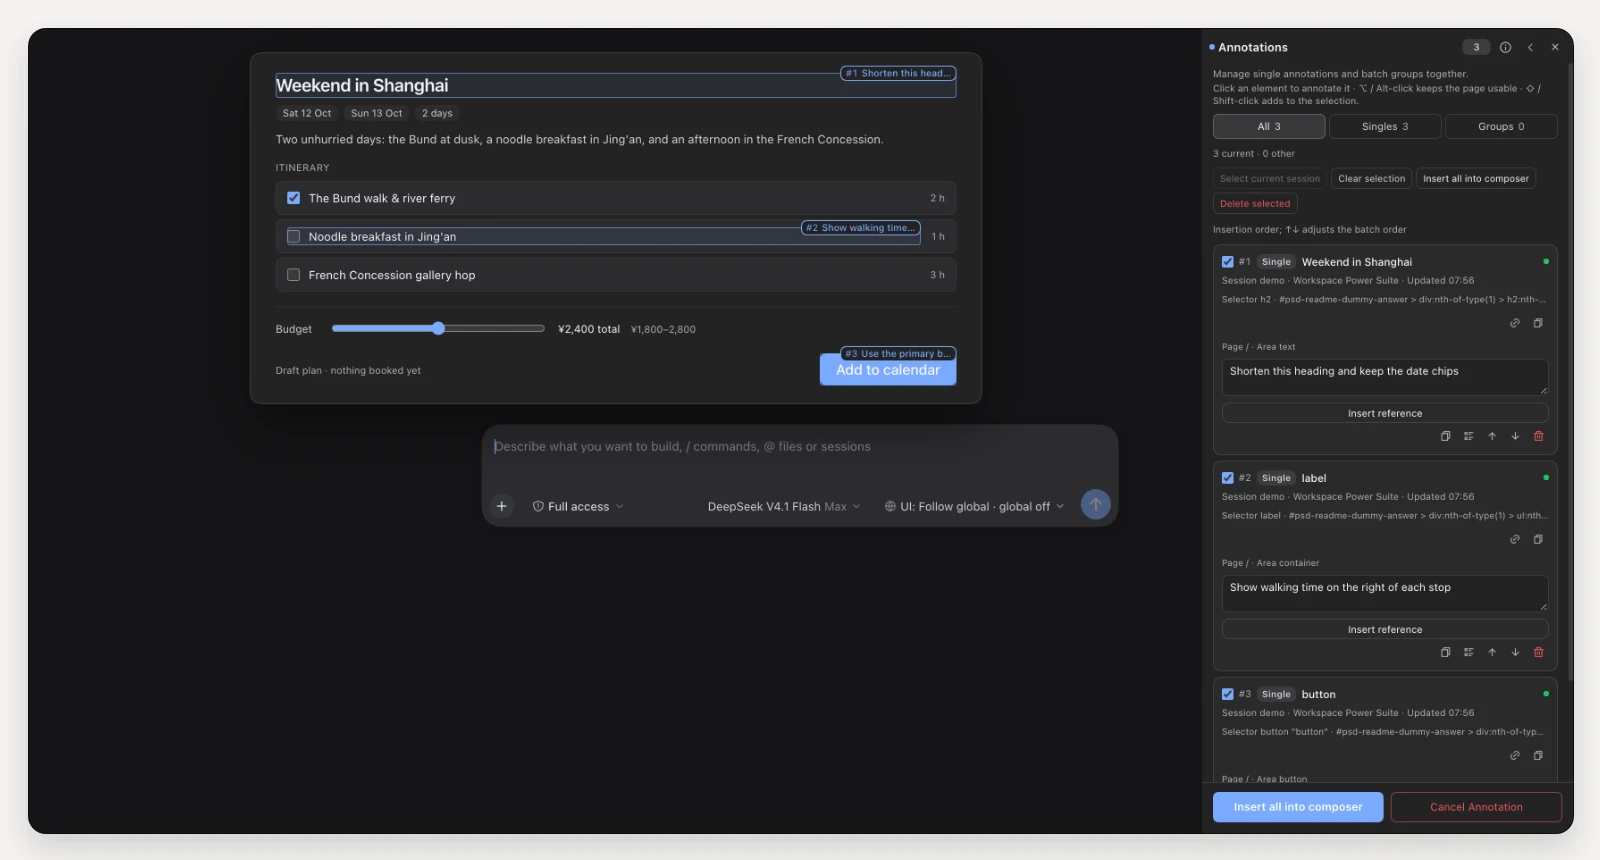 Weekend in Shanghai
#1 Shorten this head...
Sat 12 Oct Sun 13 Oct 2 days
Two unhurried days: the Bund at dusk, a noodle breakfast in Jing'an, and an afternoon in the French Concession.
ITINERARY
The Bund walk & river ferry 2 h
#2 Show walking time...
Noodle breakfast in Jing'an 1 h
French Concession gallery hop 3 h
Budget ¥2,400 total ¥1,800–2,800
#3 Use the primary b...
Draft plan · nothing booked yet Add to calendar
Describe what you want to build, / commands, @ files or sessions
Full access DeepSeek V4.1 Flash Max UI: Follow global · global off
Annotations 3
Manage single annotations and batch groups together.
Click an element to annotate it · ⌥ / Alt-click keeps the page usable · ⇧ /
Shift-click adds to the selection.
All 3 Singles 3 Groups 0
3 current · 0 other
Select current session Clear selection Insert all into composer
Delete selected
Insertion order; ↑↓ adjusts the batch order
#1 Single Weekend in Shanghai
Session demo · Workspace Power Suite · Updated 07:56
Selector h2 · #psd-readme-dummy-answer > div:nth-of-type(1) > h2:nth-...
Page / · Area text
Shorten this heading and keep the date chips
Insert reference
#2 Single label
Session demo · Workspace Power Suite · Updated 07:56
Selector label · #psd-readme-dummy-answer > div:nth-of-type(1) > ul:nth...
Page / · Area container
Show walking time on the right of each stop
Insert reference
#3 Single button
Session demo · Workspace Power Suite · Updated 07:56
Selector button "button" · #psd-readme-dummy-answer > div:nth-of-typ...
Page / · Area button
Insert all into composer Cancel Annotation